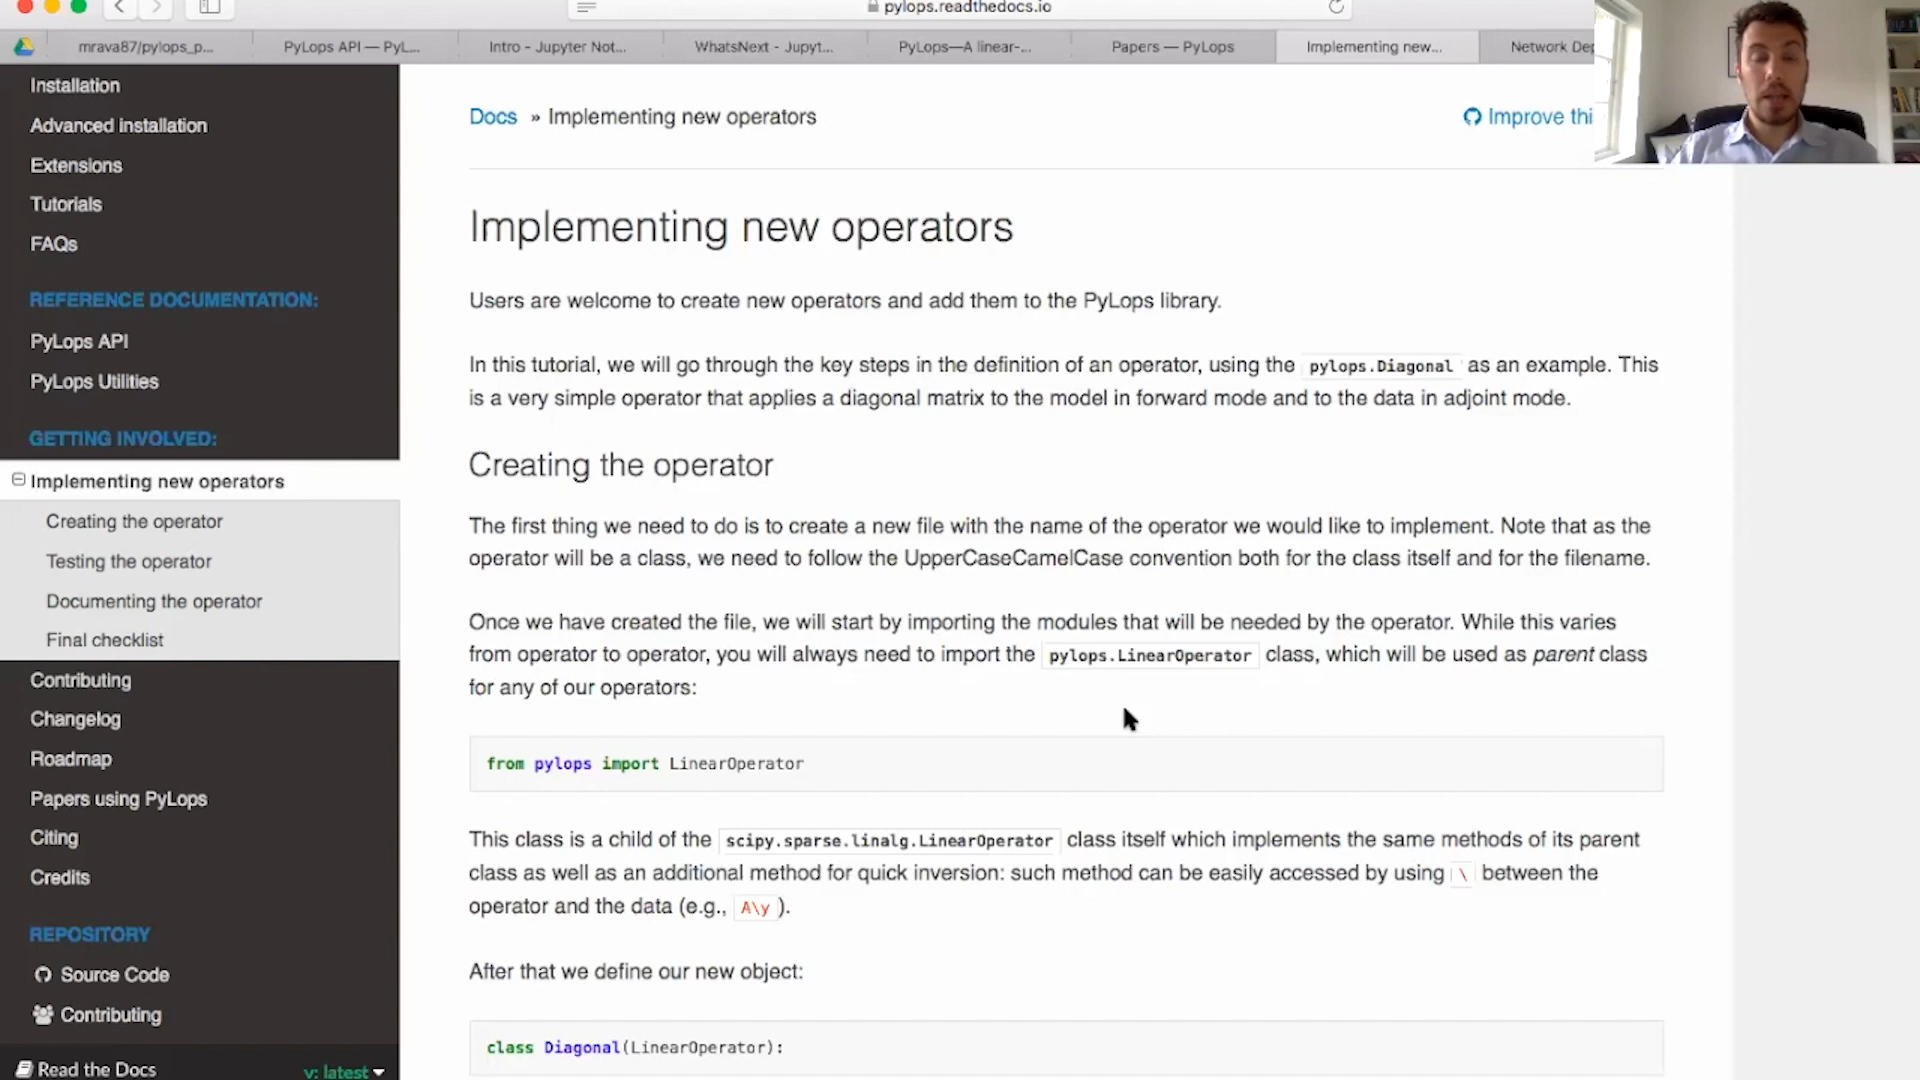 pylops.readthedocs.io
mrava87/pylops_p...
PyLops API — PyL...
Intro - Jupyter Not...
WhatsNext - Jupyt...
PyLops—A linear-...
Papers — PyLops
Implementing new...
Network De
Installation
Advanced installation
Extensions
Tutorials
FAQs
REFERENCE DOCUMENTATION:
PyLops API
PyLops Utilities
GETTING INVOLVED:
Implementing new operators
Creating the operator
Testing the operator
Documenting the operator
Final checklist
Contributing
Changelog
Roadmap
Papers using PyLops
Citing
Credits
REPOSITORY
Source Code
Contributing
Read the Docs
v: latest
Docs » Implementing new operators
Improve thi
Implementing new operators
Users are welcome to create new operators and add them to the PyLops library.
In this tutorial, we will go through the key steps in the definition of an operator, using the pylops.Diagonal as an example. This
is a very simple operator that applies a diagonal matrix to the model in forward mode and to the data in adjoint mode.
Creating the operator
The first thing we need to do is to create a new file with the name of the operator we would like to implement. Note that as the
operator will be a class, we need to follow the UpperCaseCamelCase convention both for the class itself and for the filename.
Once we have created the file, we will start by importing the modules that will be needed by the operator. While this varies
from operator to operator, you will always need to import the pylops.LinearOperator class, which will be used as parent class
for any of our operators:
from pylops import LinearOperator
This class is a child of the scipy.sparse.linalg.LinearOperator class itself which implements the same methods of its parent
class as well as an additional method for quick inversion: such method can be easily accessed by using \ between the
operator and the data (e.g., A\y ).
After that we define our new object:
class Diagonal(LinearOperator):